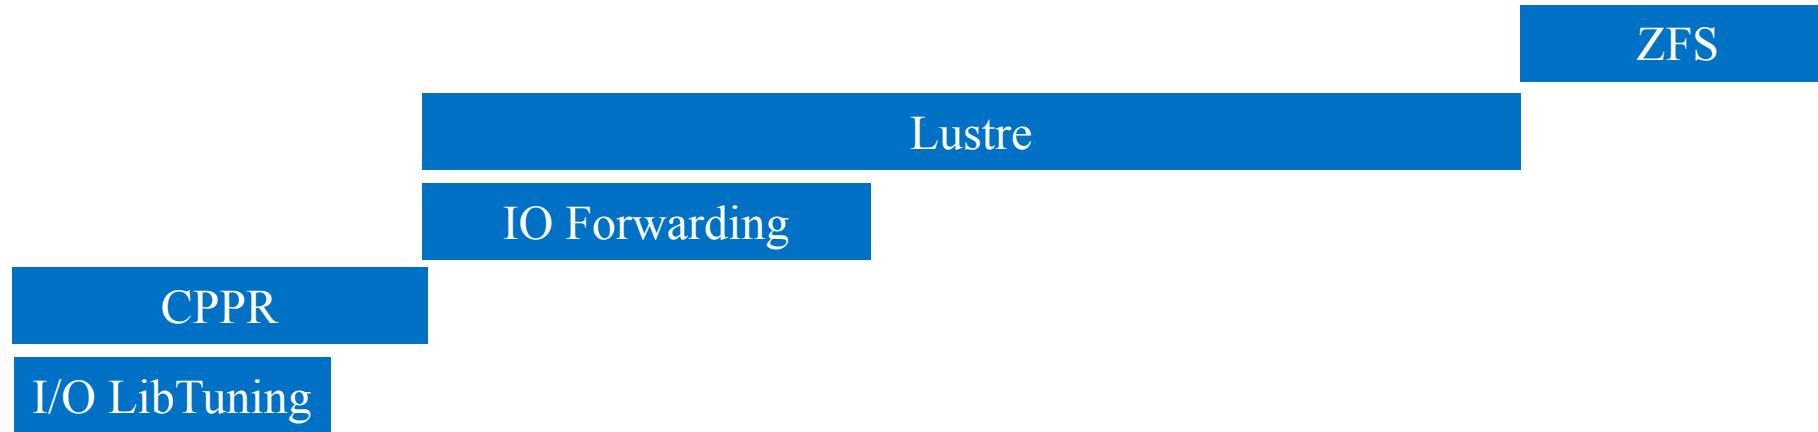 ZFS
Lustre
IO Forwarding
CPPR
I/O LibTuning